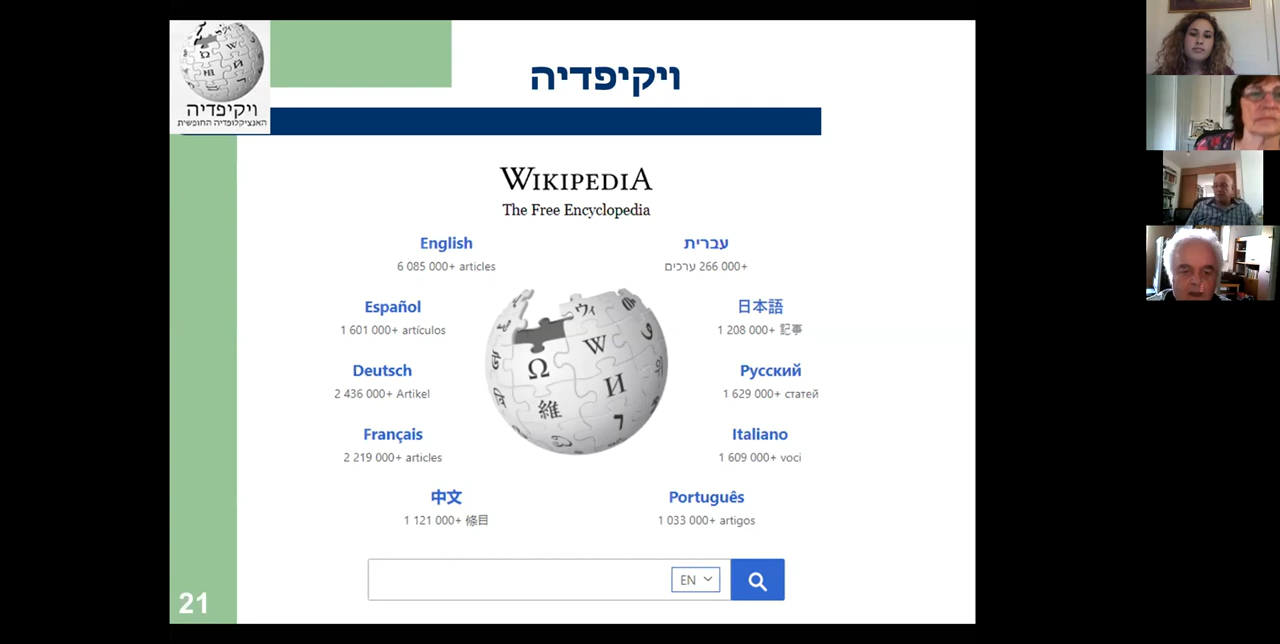 ויקיפדיה
ויקיפדיה
האנציקלופדיה החופשית
WIKIPEDIA
The Free Encyclopedia
English
6 085 000+ articles
עברית
266 000+ ערכים
Español
1 601 000+ artículos
日本語
1 208 000+ 記事
Deutsch
2 436 000+ Artikel
Русский
1 629 000+ статей
Français
2 219 000+ articles
Italiano
1 609 000+ voci
中文
1 121 000+ 條目
Português
1 033 000+ artigos
Ω
W
И
維
EN
21